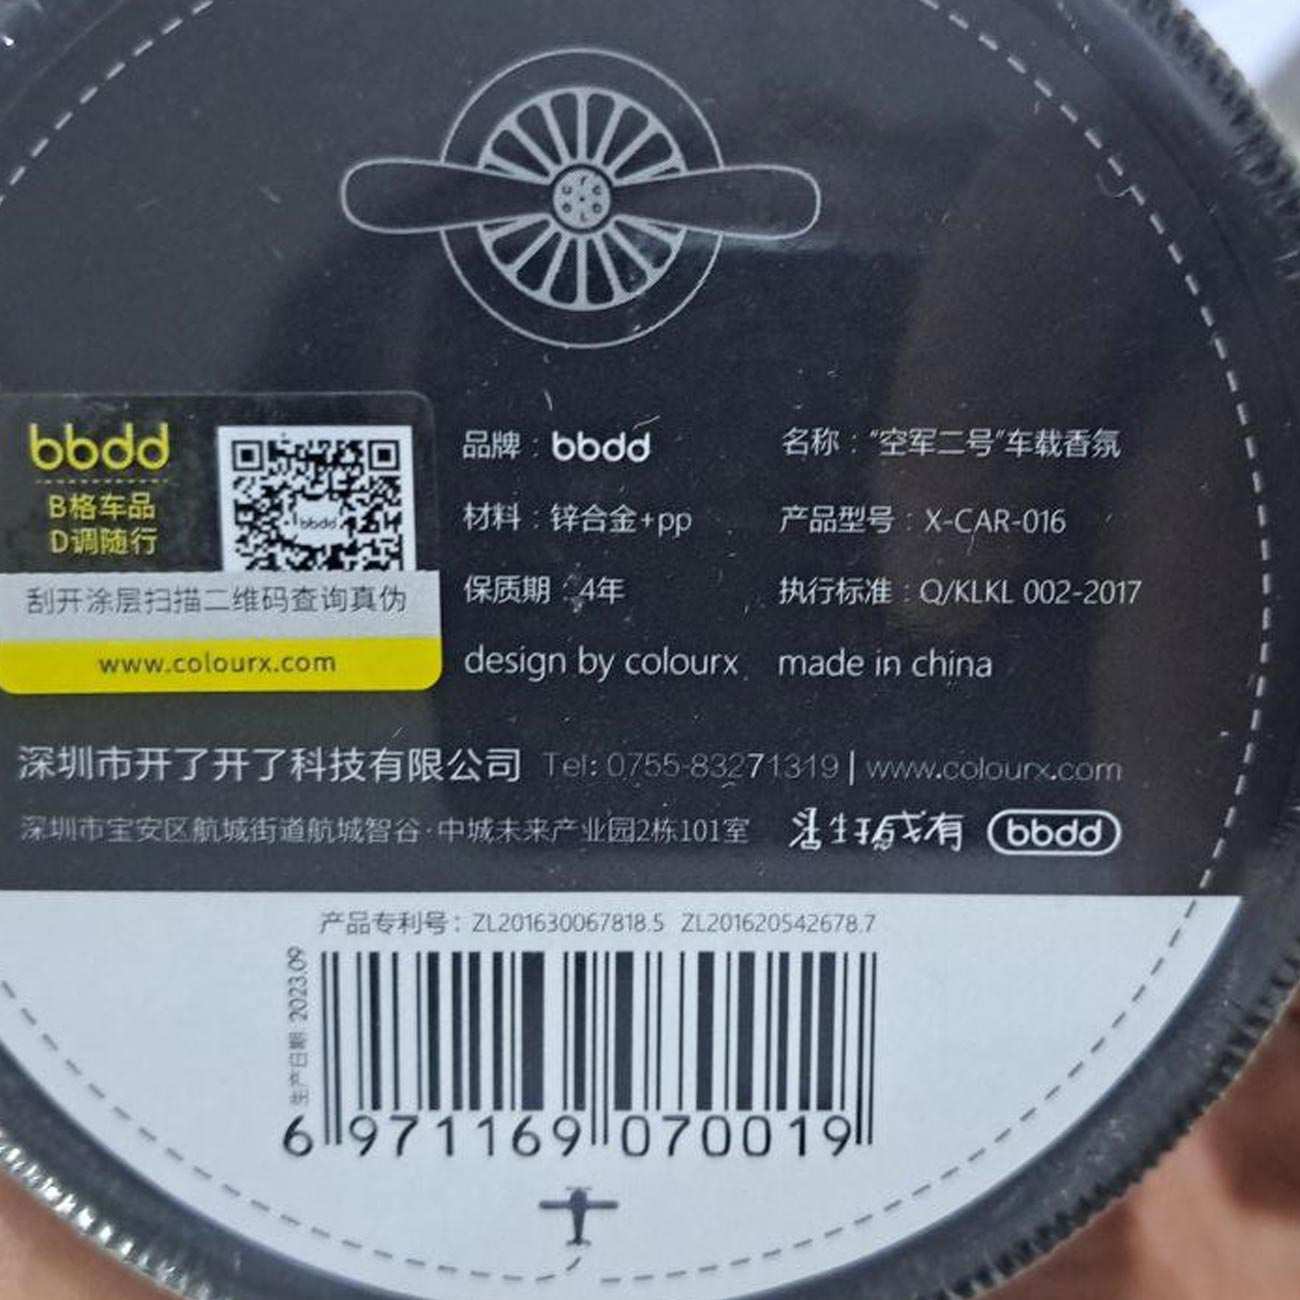 bbdd
B格车品
D调随行
bbdd
刮开涂层扫描二维码查询真伪
www.colourx.com
品牌：bbdd
名称："空军二号"车载香氛
材料：锌合金+pp
产品型号：X-CAR-016
保质期：4年
执行标准：Q/KLKL 002-2017
design by colourx
made in china
深圳市开了开了科技有限公司 Tel: 0755-83271319 | www.colourx.com
深圳市宝安区航城街道航城智谷·中城未来产业园2栋101室
bbdd
产品专利号：ZL201630067818.5 ZL201620542678.7
生产日期 2023.09
6 971169 070019